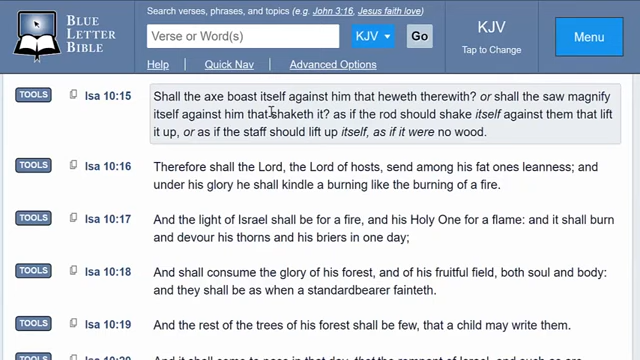 BLUE
LETTER
BIBLE
Search verses, phrases, and topics (e.g. John 3:16, Jesus faith love)
Verse or Word(s)
KJV
Go
Help
Quick Nav
Advanced Options
KJV
Tap to Change
Menu
TOOLS Isa 10:15 Shall the axe boast itself against him that heweth therewith? or shall the saw magnify
itself against him that shaketh it? as if the rod should shake itself against them that lift
it up, or as if the staff should lift up itself, as if it were no wood.
TOOLS Isa 10:16 Therefore shall the Lord, the Lord of hosts, send among his fat ones leanness; and
under his glory he shall kindle a burning like the burning of a fire.
TOOLS Isa 10:17 And the light of Israel shall be for a fire, and his Holy One for a flame: and it shall burn
and devour his thorns and his briers in one day;
TOOLS Isa 10:18 And shall consume the glory of his forest, and of his fruitful field, both soul and body:
and they shall be as when a standardbearer fainteth.
TOOLS Isa 10:19 And the rest of the trees of his forest shall be few, that a child may write them.